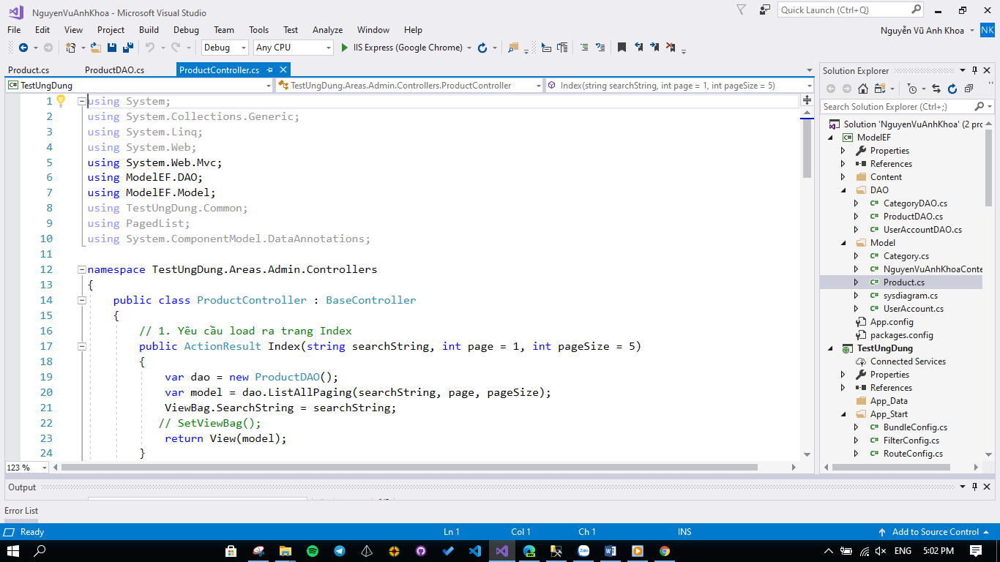 NguyenVuAnhKhoa - Microsoft Visual Studio
Quick Launch (Ctrl+Q)
File Edit View Project Build Debug Team Tools Test Analyze Window Help
Nguyễn Vũ Anh Khoa NK
Debug Any CPU IIS Express (Google Chrome)
Product.cs ProductDAO.cs ProductController.cs
TestUngDung TestUngDung.Areas.Admin.Controllers.ProductController Index(string searchString, int page = 1, int pageSize = 5)
1 using System;
2 using System.Collections.Generic;
3 using System.Linq;
4 using System.Web;
5 using System.Web.Mvc;
6 using ModelEF.DAO;
7 using ModelEF.Model;
8 using TestUngDung.Common;
9 using PagedList;
10 using System.ComponentModel.DataAnnotations;
11
12 namespace TestUngDung.Areas.Admin.Controllers
13 {
14 public class ProductController : BaseController
15 {
16 // 1. Yêu cầu load ra trang Index
17 public ActionResult Index(string searchString, int page = 1, int pageSize = 5)
18 {
19 var dao = new ProductDAO();
20 var model = dao.ListAllPaging(searchString, page, pageSize);
21 ViewBag.SearchString = searchString;
22 // SetViewBag();
23 return View(model);
24 }
123 %
Solution Explorer
Search Solution Explorer (Ctrl+;)
Solution 'NguyenVuAnhKhoa' (2 pro
ModelEF
Properties
References
Content
DAO
CategoryDAO.cs
ProductDAO.cs
UserAccountDAO.cs
Model
Category.cs
NguyenVuAnhKhoaConte
Product.cs
sysdiagram.cs
UserAccount.cs
App.config
packages.config
TestUngDung
Connected Services
Properties
References
App_Data
App_Start
BundleConfig.cs
FilterConfig.cs
RouteConfig.cs
Output
Error List
Ready Ln 1 Col 1 Ch 1 INS Add to Source Control
ENG 5:02 PM